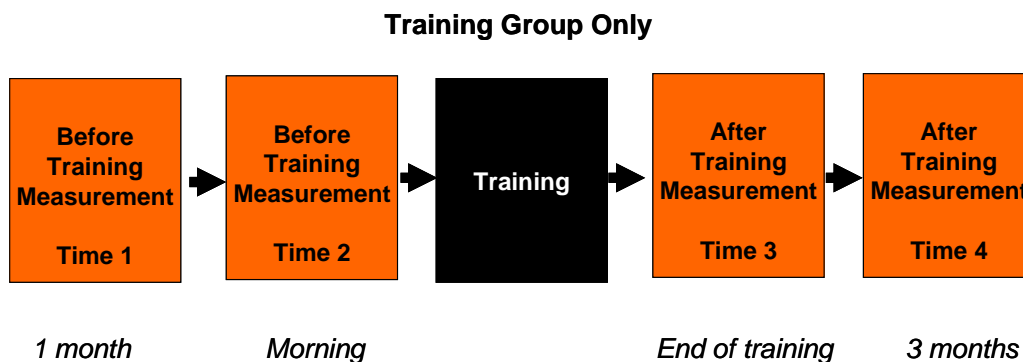 Training Group Only
Before
Training
Measurement
Time 1
Before
Training
Measurement
Time 2
Training
After
Training
Measurement
Time 3
After
Training
Measurement
Time 4
1 month
Morning
End of training
3 months